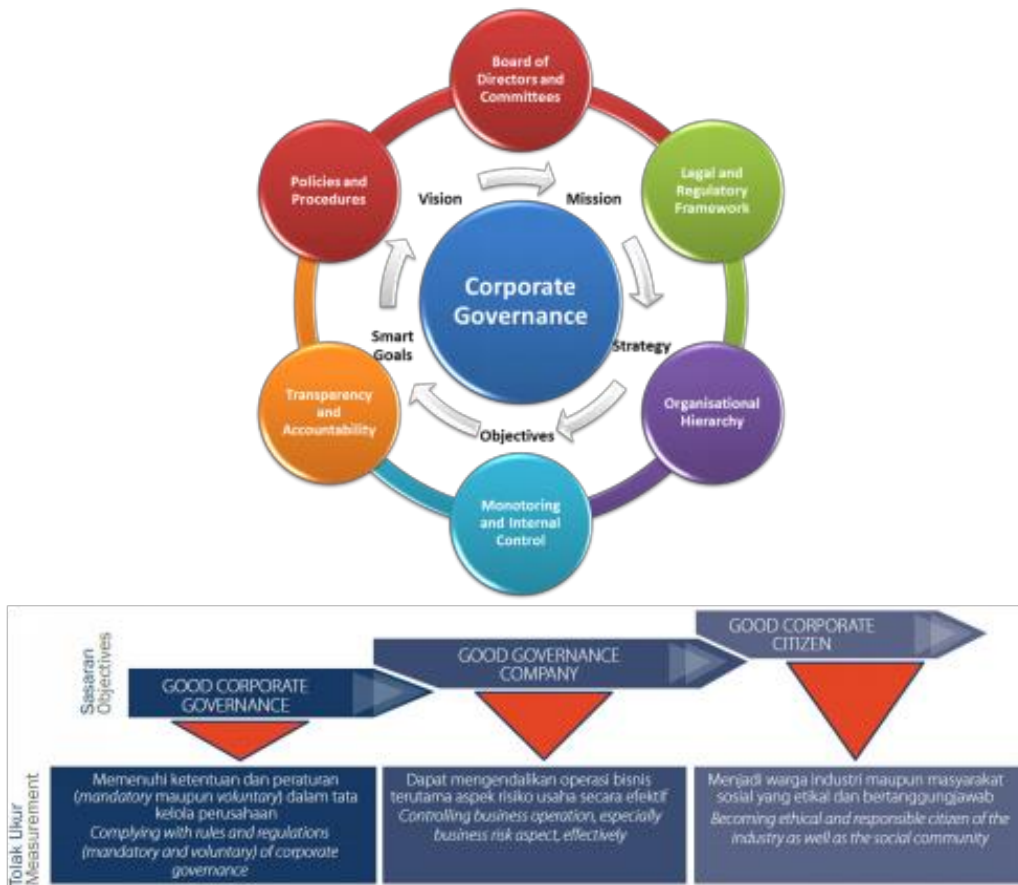 Board of
Directors and
Committees
Policies and
Procedures
Legal and
Regulatory
Framework
Vision
Mission
Corporate
Governance
Smart
Goals
Strategy
Transparency
and
Accountability
Organisational
Hierarchy
Objectives
Monotoring
and Internal
Control
Sasaran
Objectives
GOOD CORPORATE
GOVERNANCE
GOOD GOVERNANCE
COMPANY
GOOD CORPORATE
CITIZEN
Tolak Ukur
Measurement
Memenuhi ketentuan dan peraturan
(mandatory maupun voluntary) dalam tata
kelola perusahaan
Complying with rules and regulations
(mandatory and voluntary) of corporate
governance
Dapat mengendalikan operasi bisnis
terutama aspek risiko usaha secara efektif
Controlling business operation, especially
business risk aspect, effectively
Menjadi warga industri maupun masyarakat
sosial yang etikal dan bertanggungjawab
Becoming ethical and responsible citizen of the
industry as well as the social community